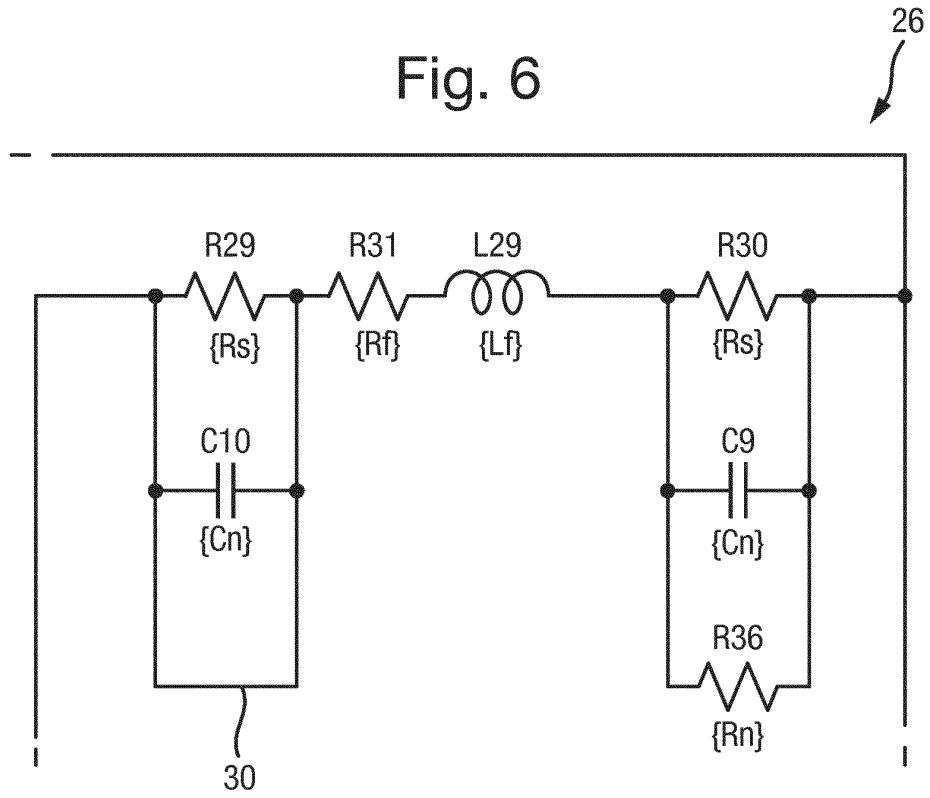 26
Fig. 6
R29 R31 L29 R30
{Rs} {Rf} {Lf} {Rs}
C10 C9
{Cn} {Cn}
R36
{Rn}
30